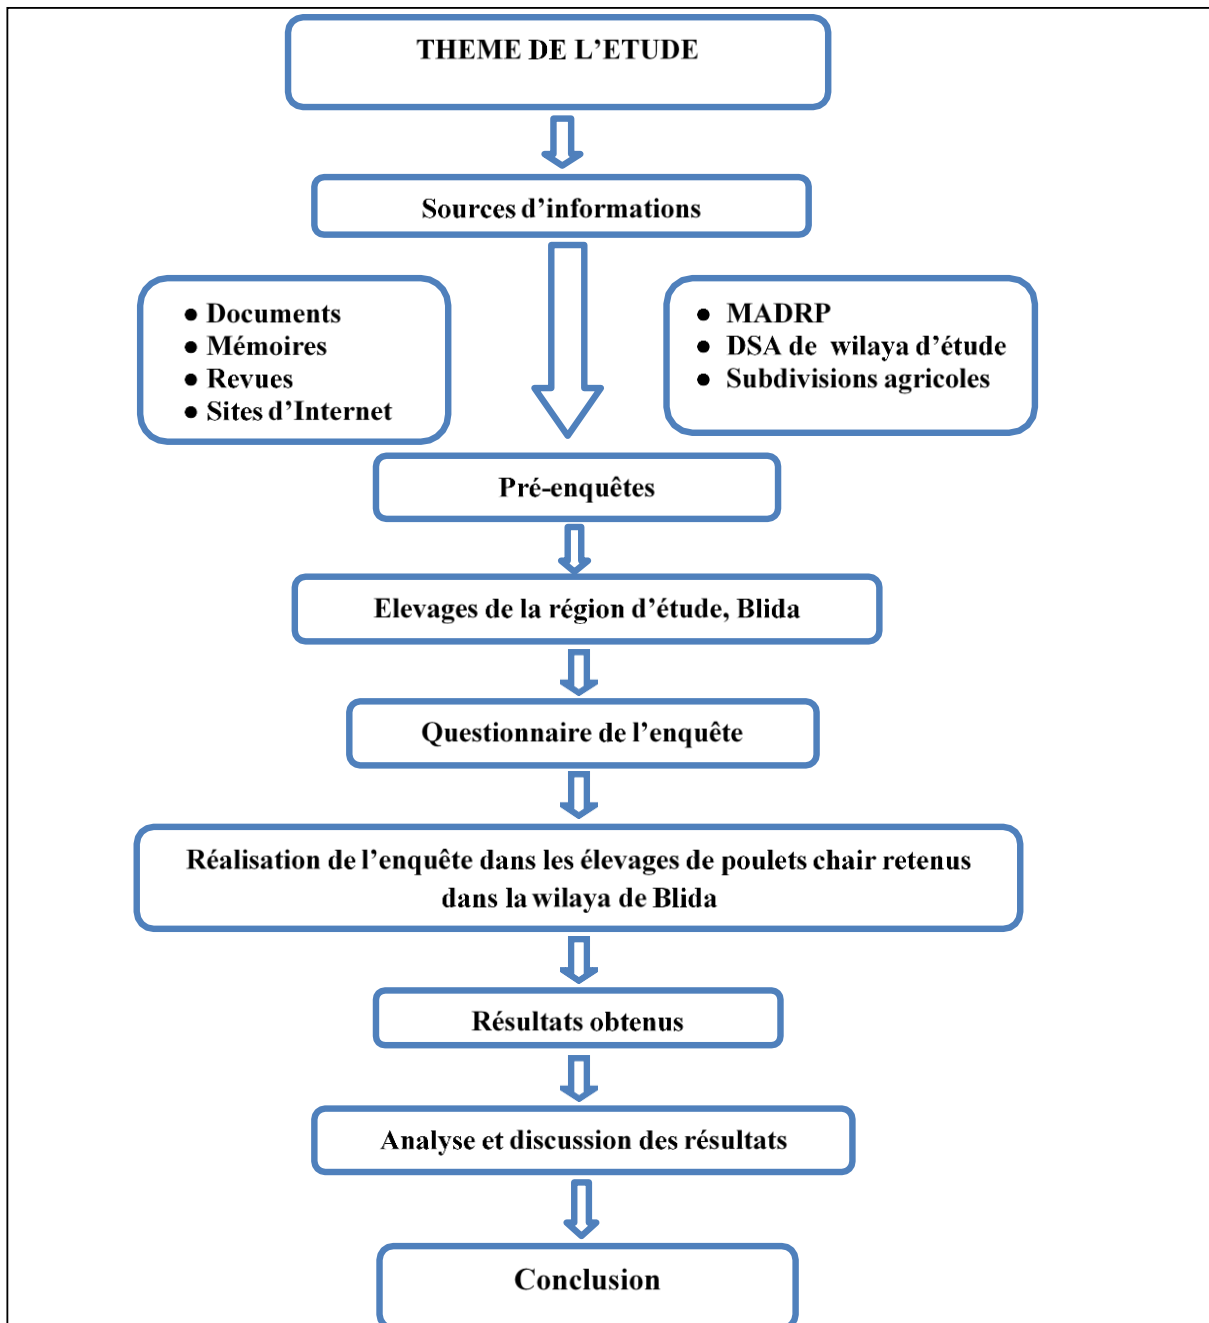 THEME DE L’ETUDE
Sources d’informations
● Documents
● Mémoires
● Revues
● Sites d’Internet
● MADRP
● DSA de wilaya d’étude
● Subdivisions agricoles
Pré-enquêtes
Elevages de la région d’étude, Blida
Questionnaire de l’enquête
Réalisation de l’enquête dans les élevages de poulets chair retenus
dans la wilaya de Blida
Résultats obtenus
Analyse et discussion des résultats
Conclusion